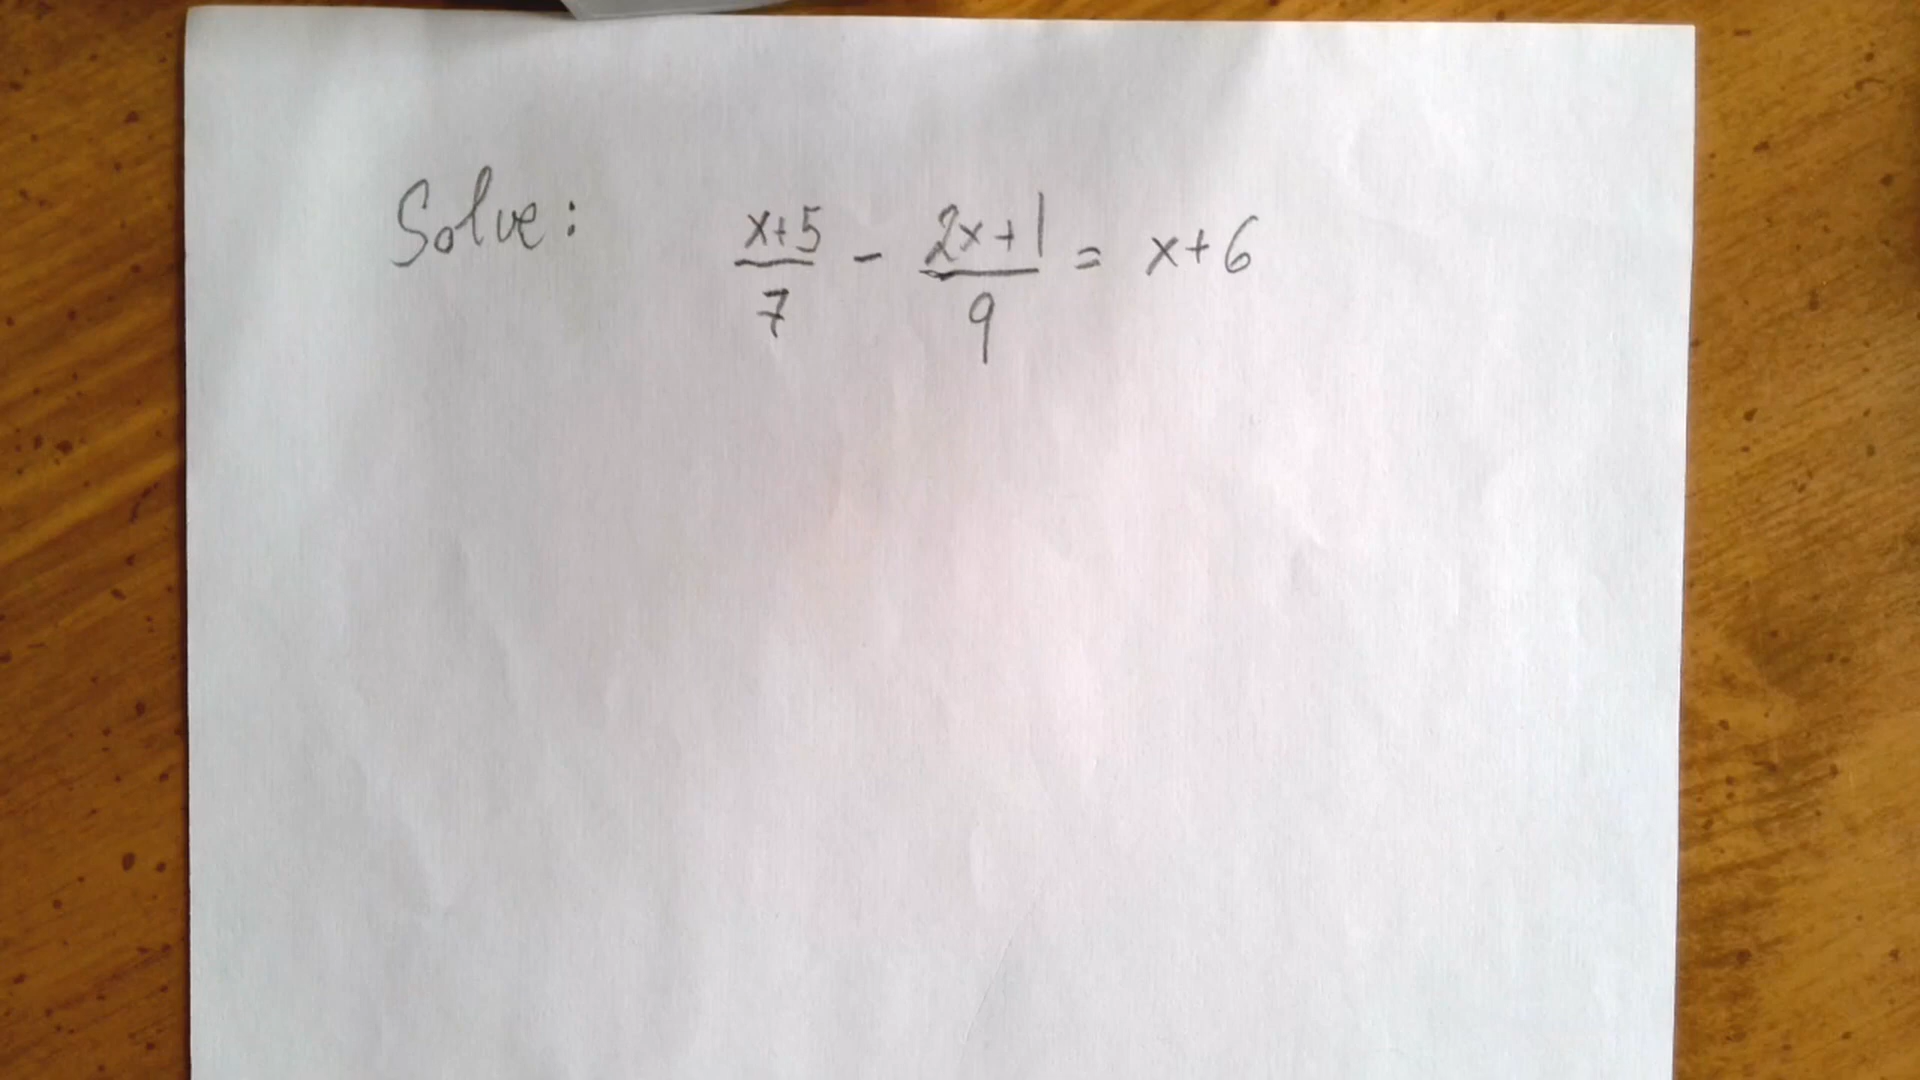 Solve: (x+5)/7 - (2x+1)/9 = x+6